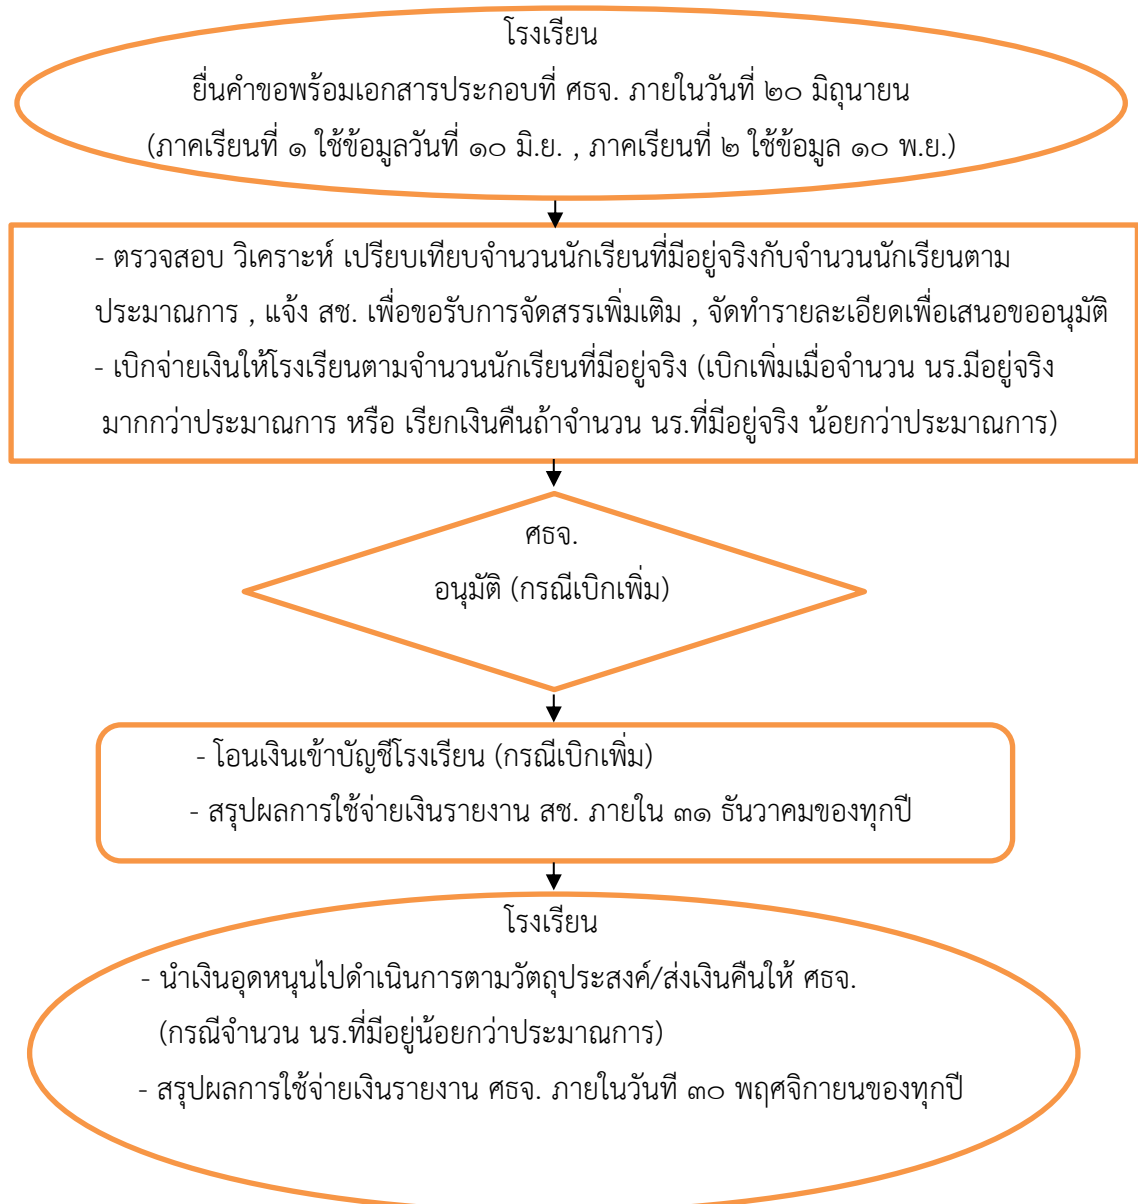 โรงเรียน
ยื่นคำขอพร้อมเอกสารประกอบที่ ศธจ. ภายในวันที่ ๒๐ มิถุนายน
(ภาคเรียนที่ ๑ ใช้ข้อมูลวันที่ ๑๐ มิ.ย. , ภาคเรียนที่ ๒ ใช้ข้อมูล ๑๐ พ.ย.)
- ตรวจสอบ วิเคราะห์ เปรียบเทียบจำนวนนักเรียนที่มีอยู่จริงกับจำนวนนักเรียนตาม
ประมาณการ , แจ้ง สช. เพื่อขอรับการจัดสรรเพิ่มเติม , จัดทำรายละเอียดเพื่อเสนอขออนุมัติ
- เบิกจ่ายเงินให้โรงเรียนตามจำนวนนักเรียนที่มีอยู่จริง (เบิกเพิ่มเมื่อจำนวน นร.มีอยู่จริง
มากกว่าประมาณการ หรือ เรียกเงินคืนถ้าจำนวน นร.ที่มีอยู่จริง น้อยกว่าประมาณการ)
ศธจ.
อนุมัติ (กรณีเบิกเพิ่ม)
- โอนเงินเข้าบัญชีโรงเรียน (กรณีเบิกเพิ่ม)
- สรุปผลการใช้จ่ายเงินรายงาน สช. ภายใน ๓๑ ธันวาคมของทุกปี
โรงเรียน
- นำเงินอุดหนุนไปดำเนินการตามวัตถุประสงค์/ส่งเงินคืนให้ ศธจ.
(กรณีจำนวน นร.ที่มีอยู่น้อยกว่าประมาณการ)
- สรุปผลการใช้จ่ายเงินรายงาน ศธจ. ภายในวันที ๓๐ พฤศจิกายนของทุกปี